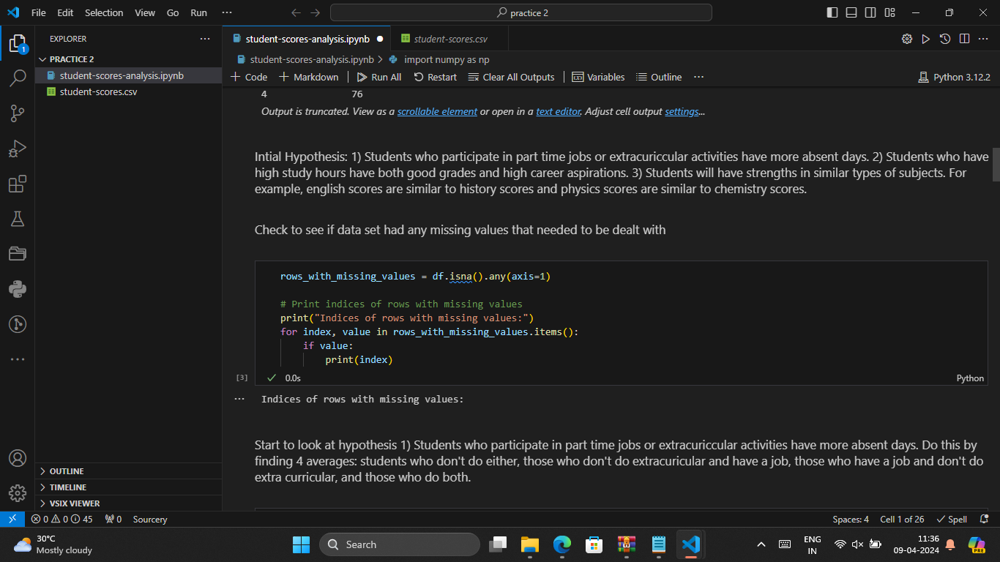 File Edit Selection View Go Run ... practice 2
EXPLORER ...
PRACTICE 2
student-scores-analysis.ipynb
student-scores.csv
OUTLINE
TIMELINE
VSIX VIEWER
1
student-scores-analysis.ipynb student-scores.csv
student-scores-analysis.ipynb > import numpy as np
+ Code + Markdown Run All Restart Clear All Outputs Variables Outline ... Python 3.12.2
4 76
Output is truncated. View as a scrollable element or open in a text editor. Adjust cell output settings...
Intial Hypothesis: 1) Students who participate in part time jobs or extracuriccular activities have more absent days. 2) Students who have
high study hours have both good grades and high career aspirations. 3) Students will have strengths in similar types of subjects. For
example, english scores are similar to history scores and physics scores are similar to chemistry scores.
Check to see if data set had any missing values that needed to be dealt with
rows_with_missing_values = df.isna().any(axis=1)
# Print indices of rows with missing values
print("Indices of rows with missing values:")
for index, value in rows_with_missing_values.items():
if value:
print(index)
[3] 0.0s Python
... Indices of rows with missing values:
Start to look at hypothesis 1) Students who participate in part time jobs or extracuriccular activities have more absent days. Do this by
finding 4 averages: students who don't do either, those who don't do extracuricular and have a job, those who have a job and don't do
extra curricular, and those who do both.
0 0 45 0 Sourcery Spaces: 4 Cell 1 of 26 Spell
30°C
Mostly cloudy
Search
ENG
IN
11:36
09-04-2024
PRE